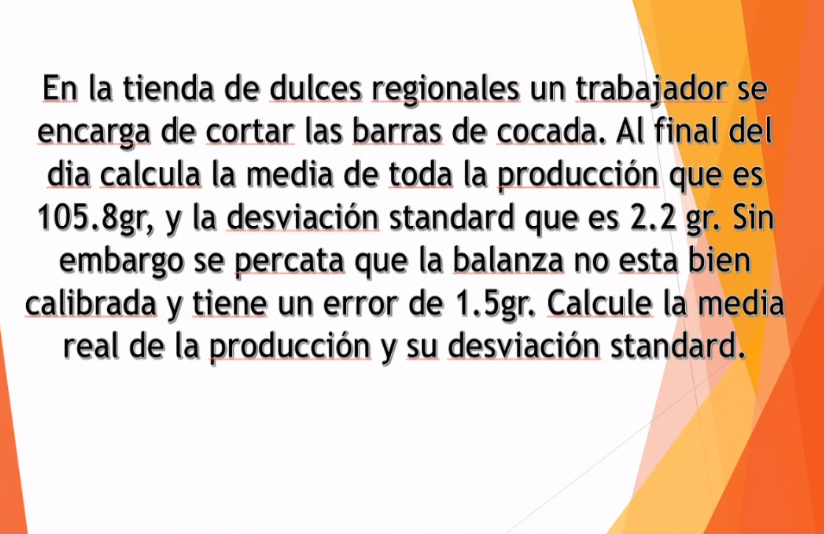 En la tienda de dulces regionales un trabajador se
encarga de cortar las barras de cocada. Al final del
dia calcula la media de toda la producción que es
105.8gr, y la desviación standard que es 2.2 gr. Sin
embargo se percata que la balanza no esta bien
calibrada y tiene un error de 1.5gr. Calcule la media
real de la producción y su desviación standard.